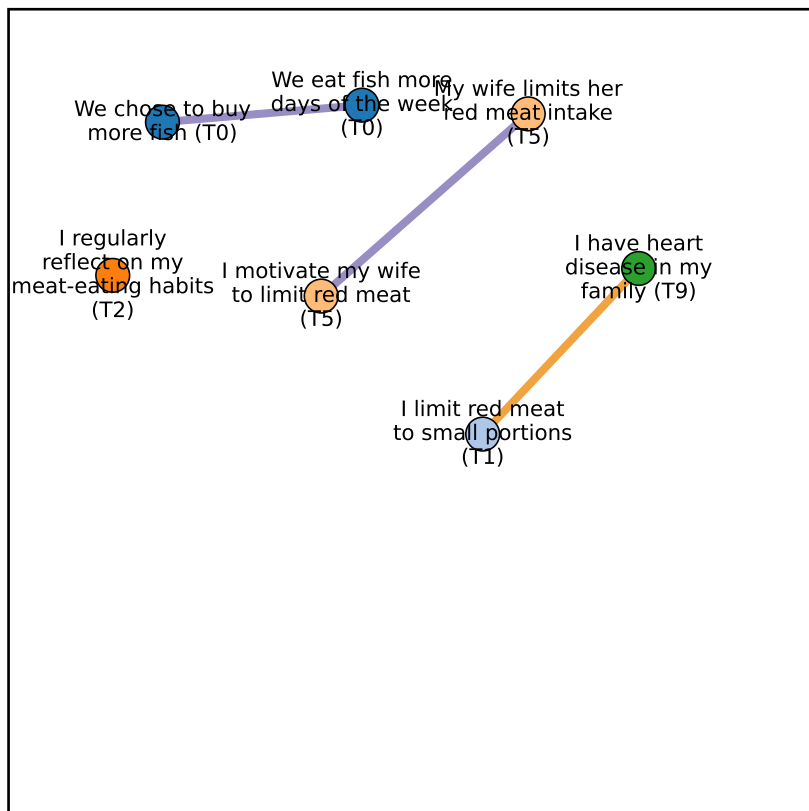 We chose to buy
more fish (T0)
We eat fish more
days of the week
(T0)
My wife limits her
red meat intake
(T5)
I regularly
reflect on my
meat-eating habits
(T2)
I motivate my wife
to limit red meat
(T5)
I have heart
disease in my
family (T9)
I limit red meat
to small portions
(T1)